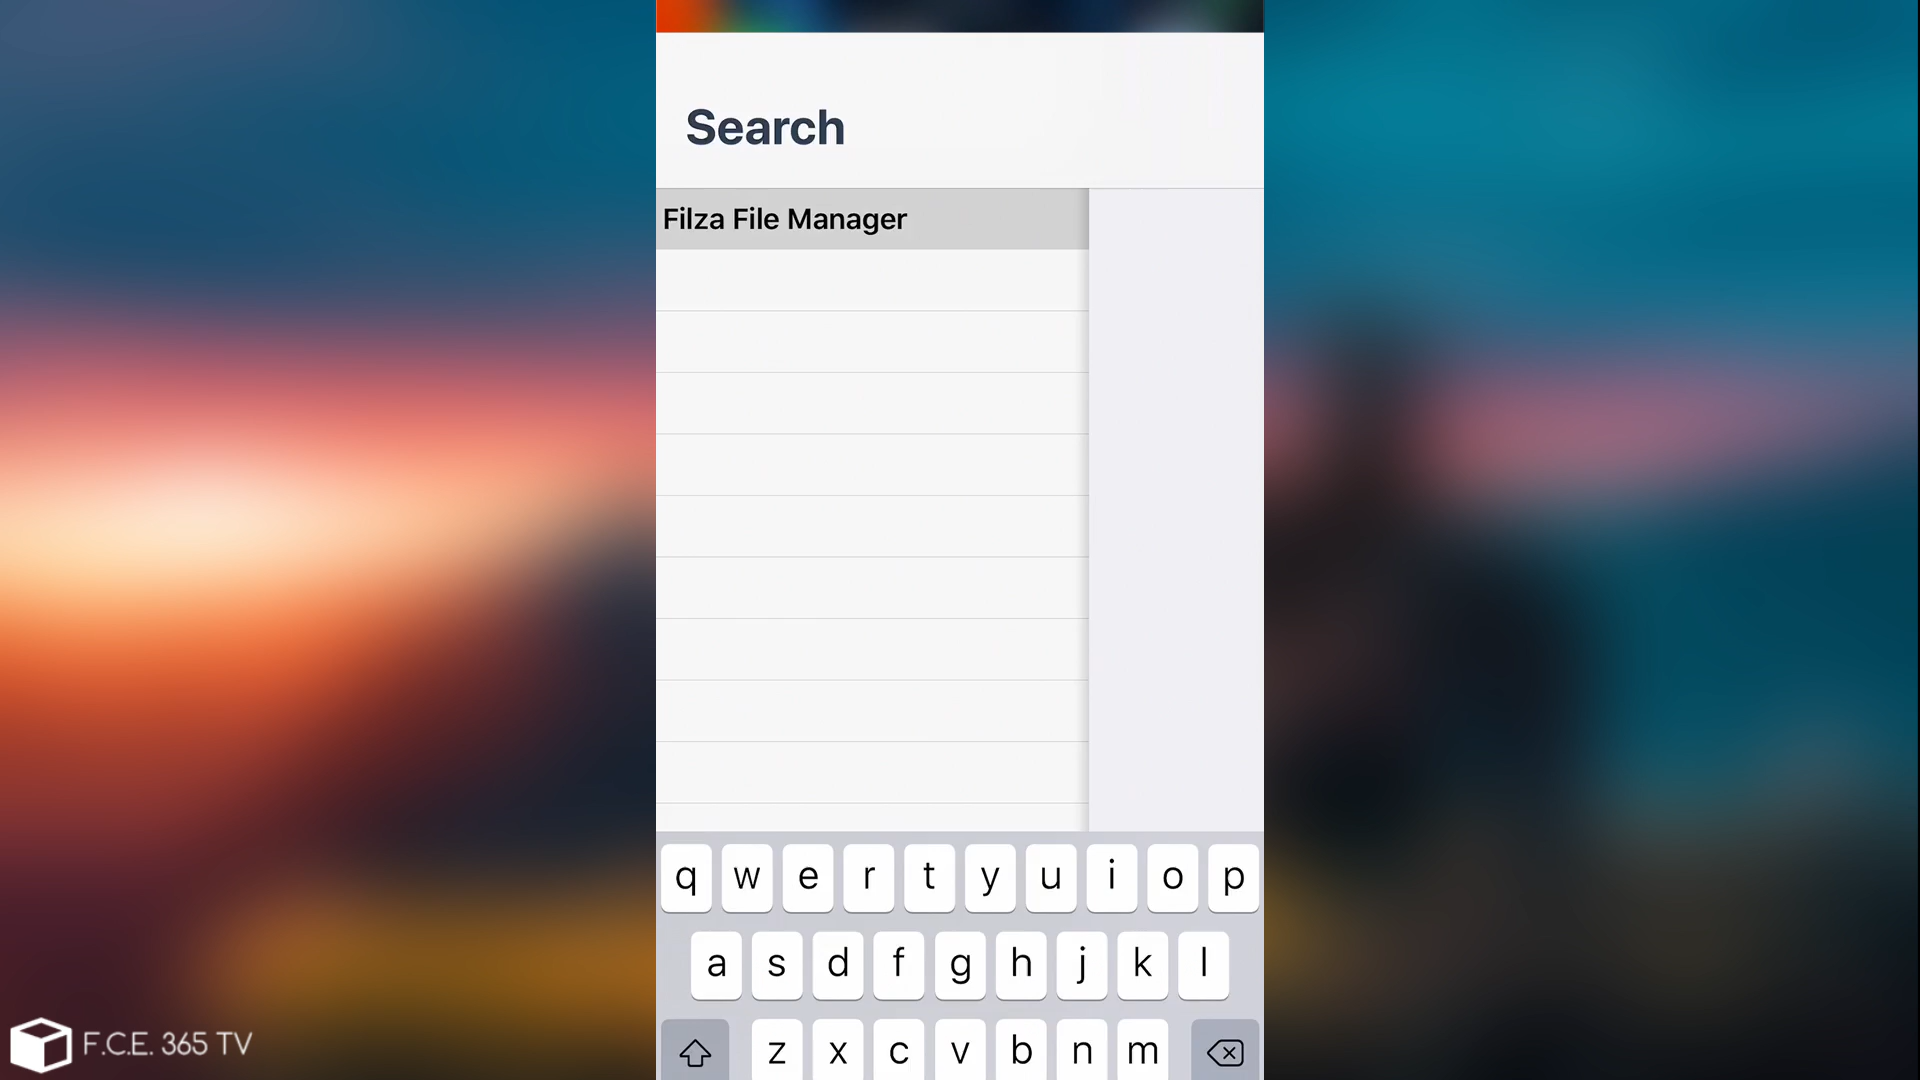 Search
Filza File Manager
q w e r t y u i o p
a s d f g h j k l
z x c v b n m
F.C.E. 365 TV